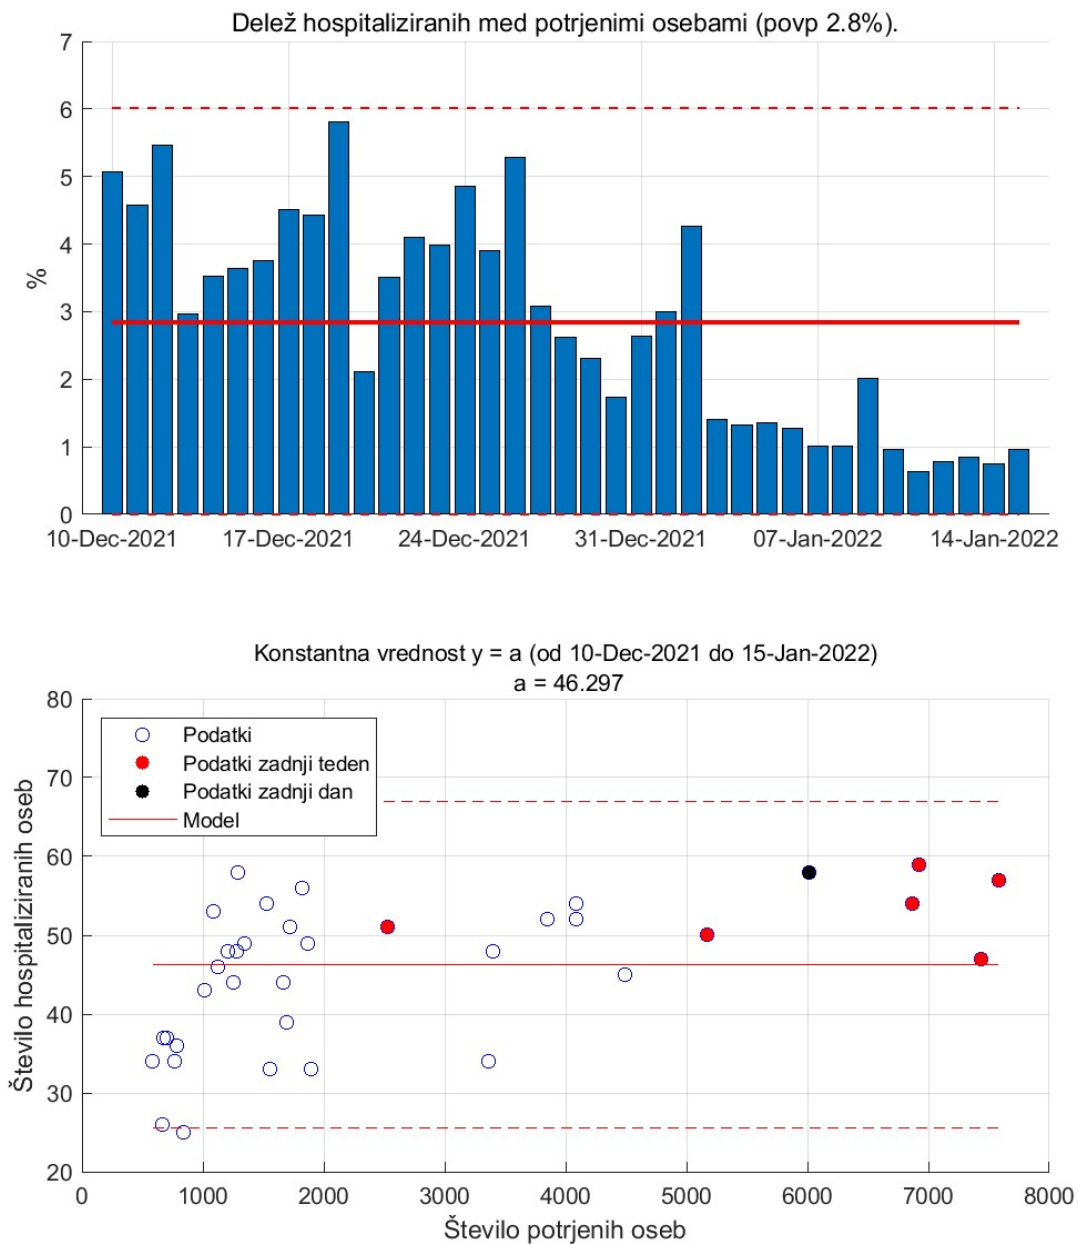 Delež hospitaliziranih med potrjenimi osebami (povp 2.8%).
7
6
5
4
3
2
1
0
%
10-Dec-2021 17-Dec-2021 24-Dec-2021 31-Dec-2021 07-Jan-2022 14-Jan-2022
Konstantna vrednost y = a (od 10-Dec-2021 do 15-Jan-2022)
a = 46.297
80
70
60
50
40
30
20
Število hospitaliziranih oseb
Podatki
Podatki zadnji teden
Podatki zadnji dan
Model
0 1000 2000 3000 4000 5000 6000 7000 8000
Število potrjenih oseb